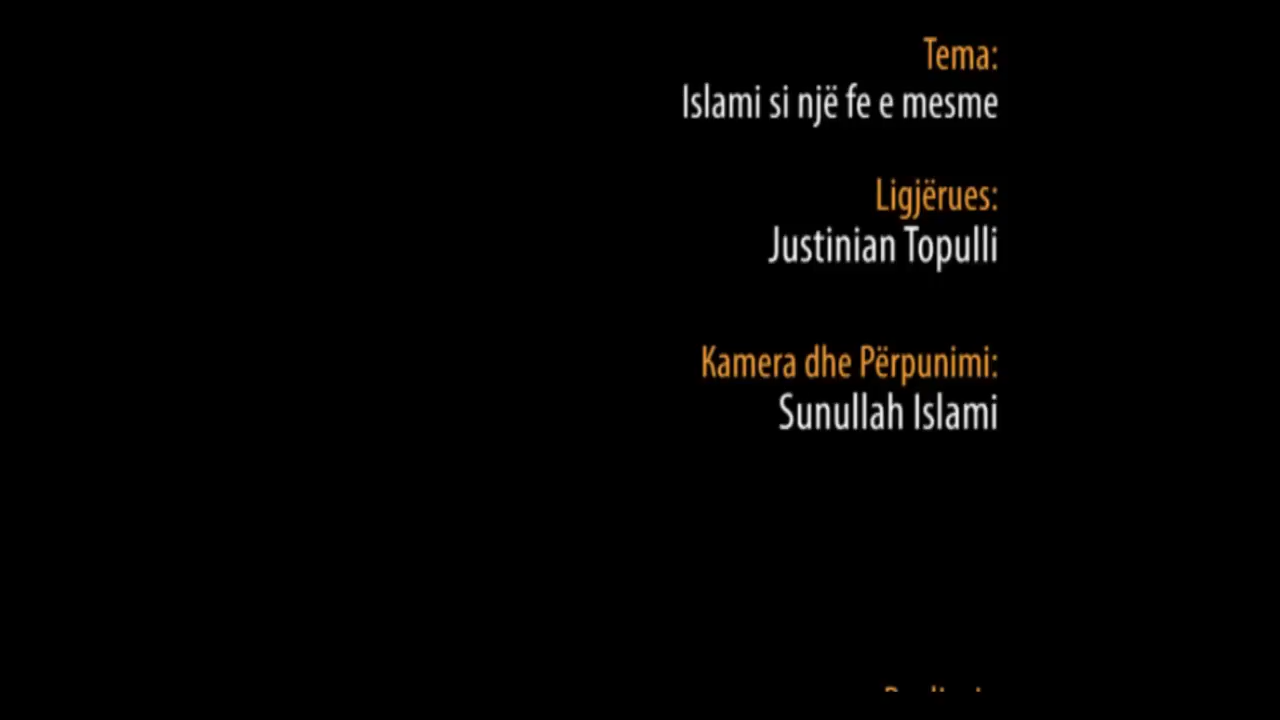 Tema:
Islami si një fe e mesme
Ligjërues:
Justinian Topulli
Kamera dhe Përpunimi:
Sunullah Islami